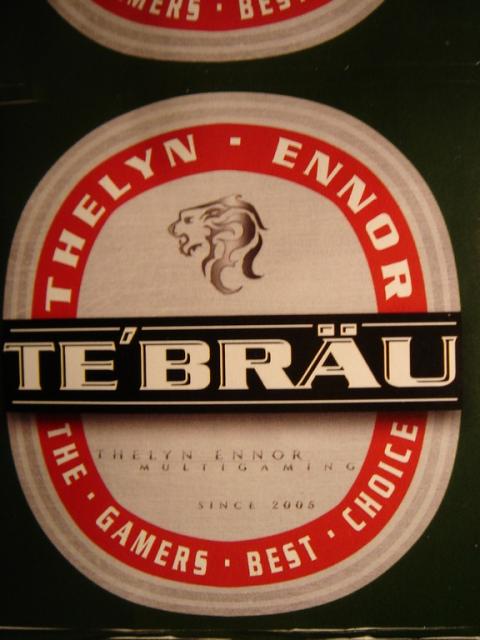 GAMERS · BEST
THELYN · ENNOR
TE'BRÄU
THELYN ENNOR
MULTIGAMING
SINCE 2005
THE · GAMERS · BEST · CHOICE